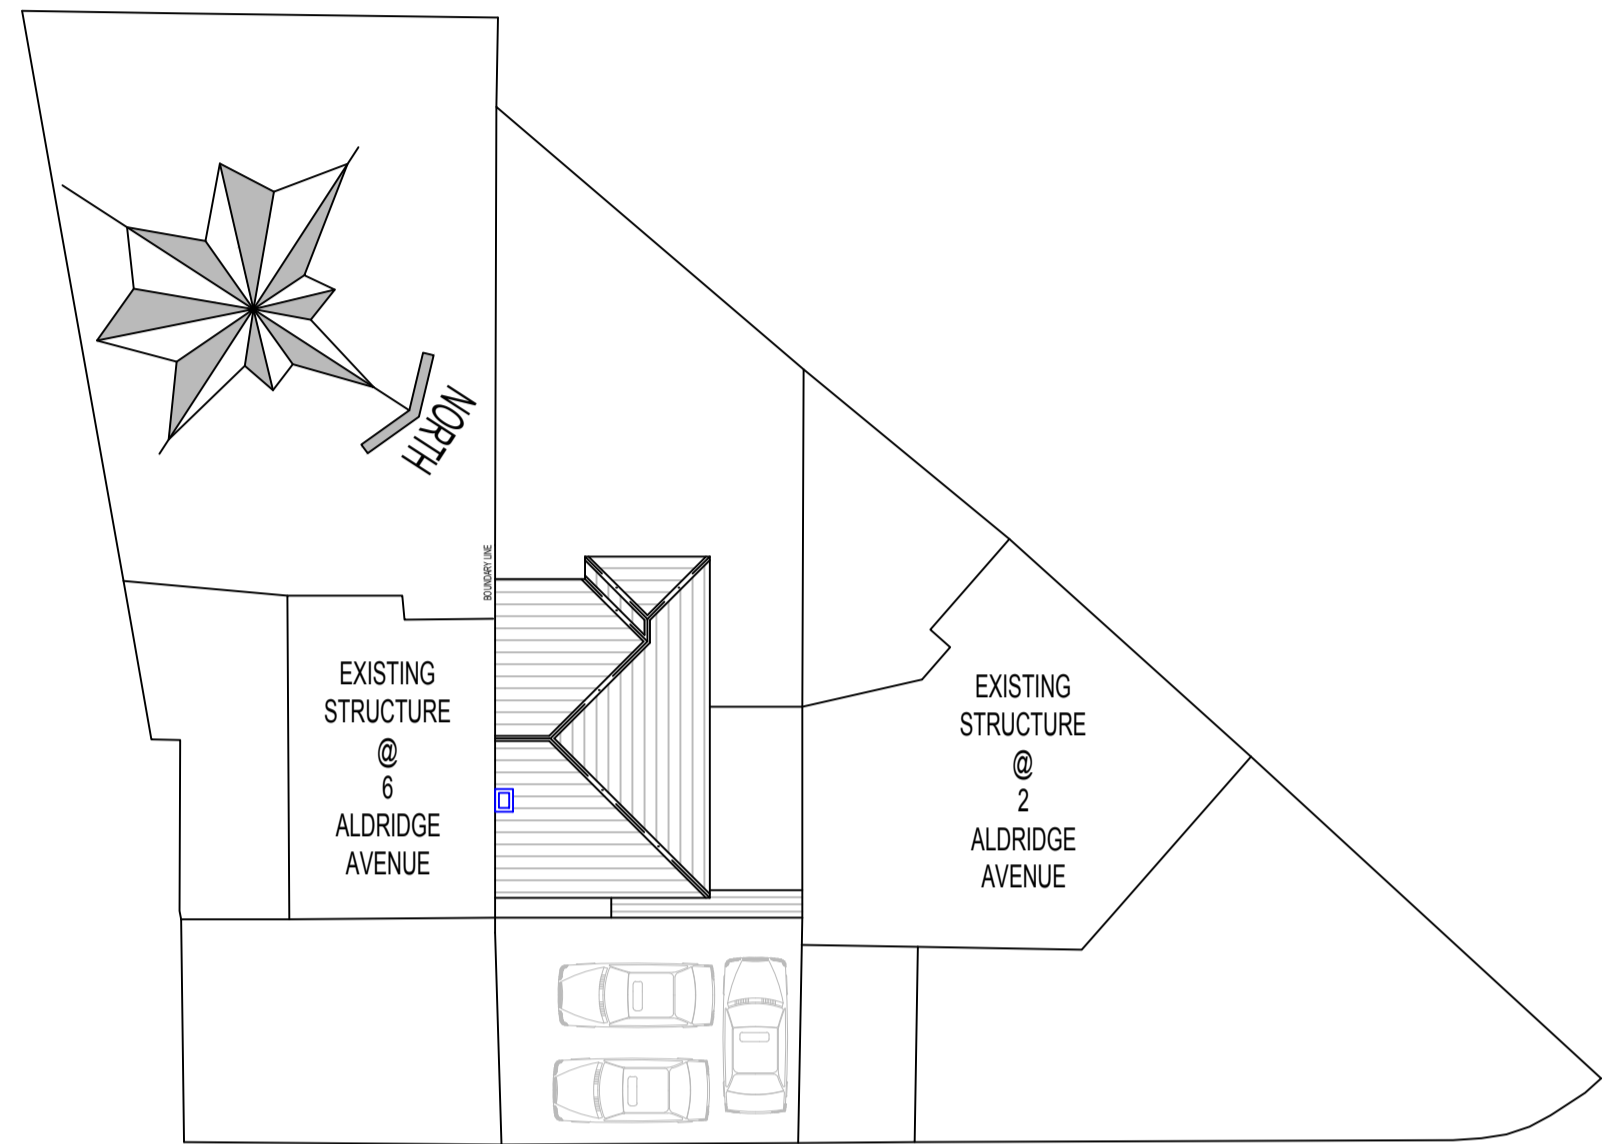 NORTH
BOUNDARY LINE
EXISTING
STRUCTURE
@
6
ALDRIDGE
AVENUE
EXISTING
STRUCTURE
@
2
ALDRIDGE
AVENUE